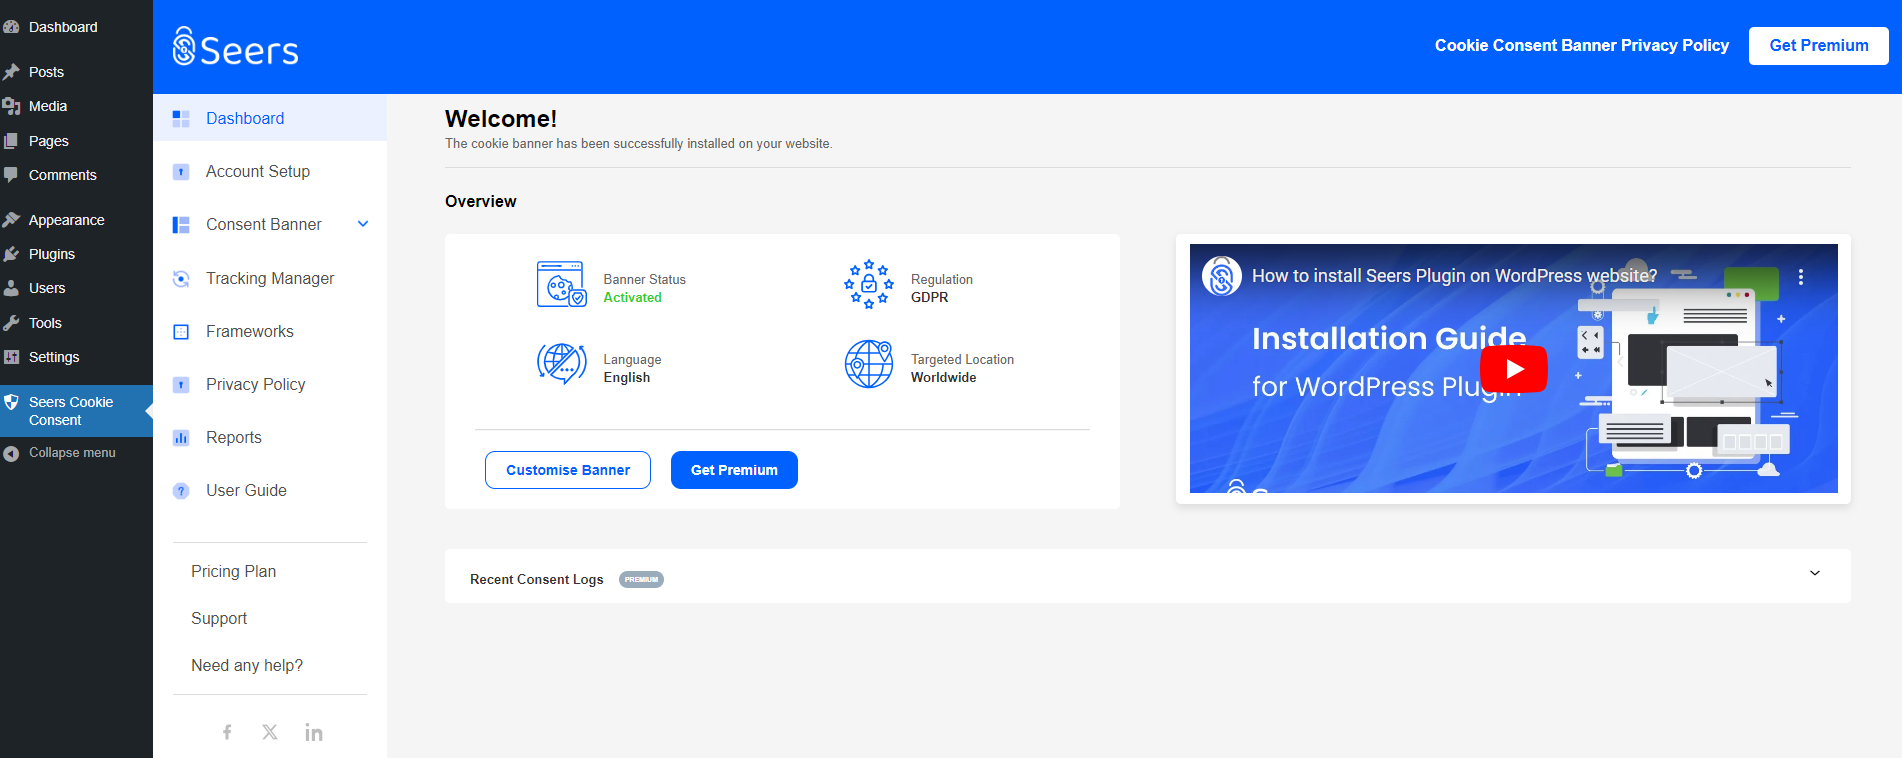 Dashboard
Posts
Media
Pages
Comments
Appearance
Plugins
Users
Tools
Settings
Seers Cookie
Consent
Collapse menu
Seers
Cookie Consent Banner Privacy Policy
Get Premium
Dashboard
Account Setup
Consent Banner
Tracking Manager
Frameworks
Privacy Policy
Reports
User Guide
Pricing Plan
Support
Need any help?
Welcome!
The cookie banner has been successfully installed on your website.
Overview
Banner Status
Activated
Regulation
GDPR
Language
English
Targeted Location
Worldwide
Customise Banner
Get Premium
How to install Seers Plugin on WordPress website?
Installation Guide
for WordPress Plugin
Recent Consent Logs
PREMIUM